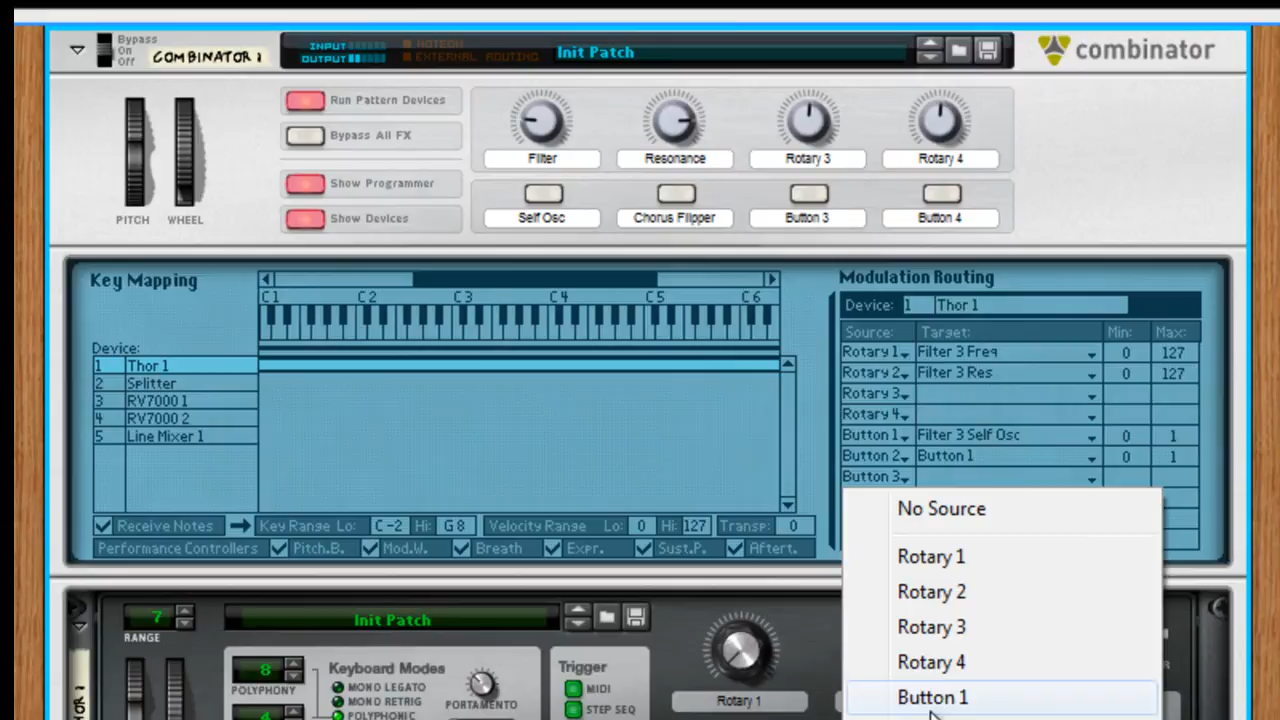 Bypass
On
Off
COMBINATOR 1
INPUT
OUTPUT
NOTEON
EXTERNAL ROUTING
Init Patch
combinator
Run Pattern Devices
Bypass All FX
Show Programmer
Show Devices
PITCH
WHEEL
Filter
Resonance
Rotary 3
Rotary 4
Self Osc
Chorus Flipper
Button 3
Button 4
Key Mapping
C1 C2 C3 C4 C5 C6
Device:
1 Thor 1
2 Splitter
3 RV7000 1
4 RV7000 2
5 Line Mixer 1
Receive Notes
Key Range Lo: C-2 Hi: G8
Velocity Range Lo: 0 Hi: 127
Transp: 0
Performance Controllers Pitch.B. Mod.W. Breath Expr. Sust.P. Aftert.
Modulation Routing
Device: 1 Thor 1
Source: Target: Min: Max:
Rotary 1 Filter 3 Freq 0 127
Rotary 2 Filter 3 Res 0 127
Rotary 3
Rotary 4
Button 1 Filter 3 Self Osc 0 1
Button 2 Button 1 0 1
Button 3
No Source
Rotary 1
Rotary 2
Rotary 3
Rotary 4
Button 1
7
RANGE
Init Patch
8
POLYPHONY
Keyboard Modes
MONO LEGATO
MONO RETRIG
POLYPHONIC
PORTAMENTO
Trigger
MIDI
STEP SEQ
Rotary 1